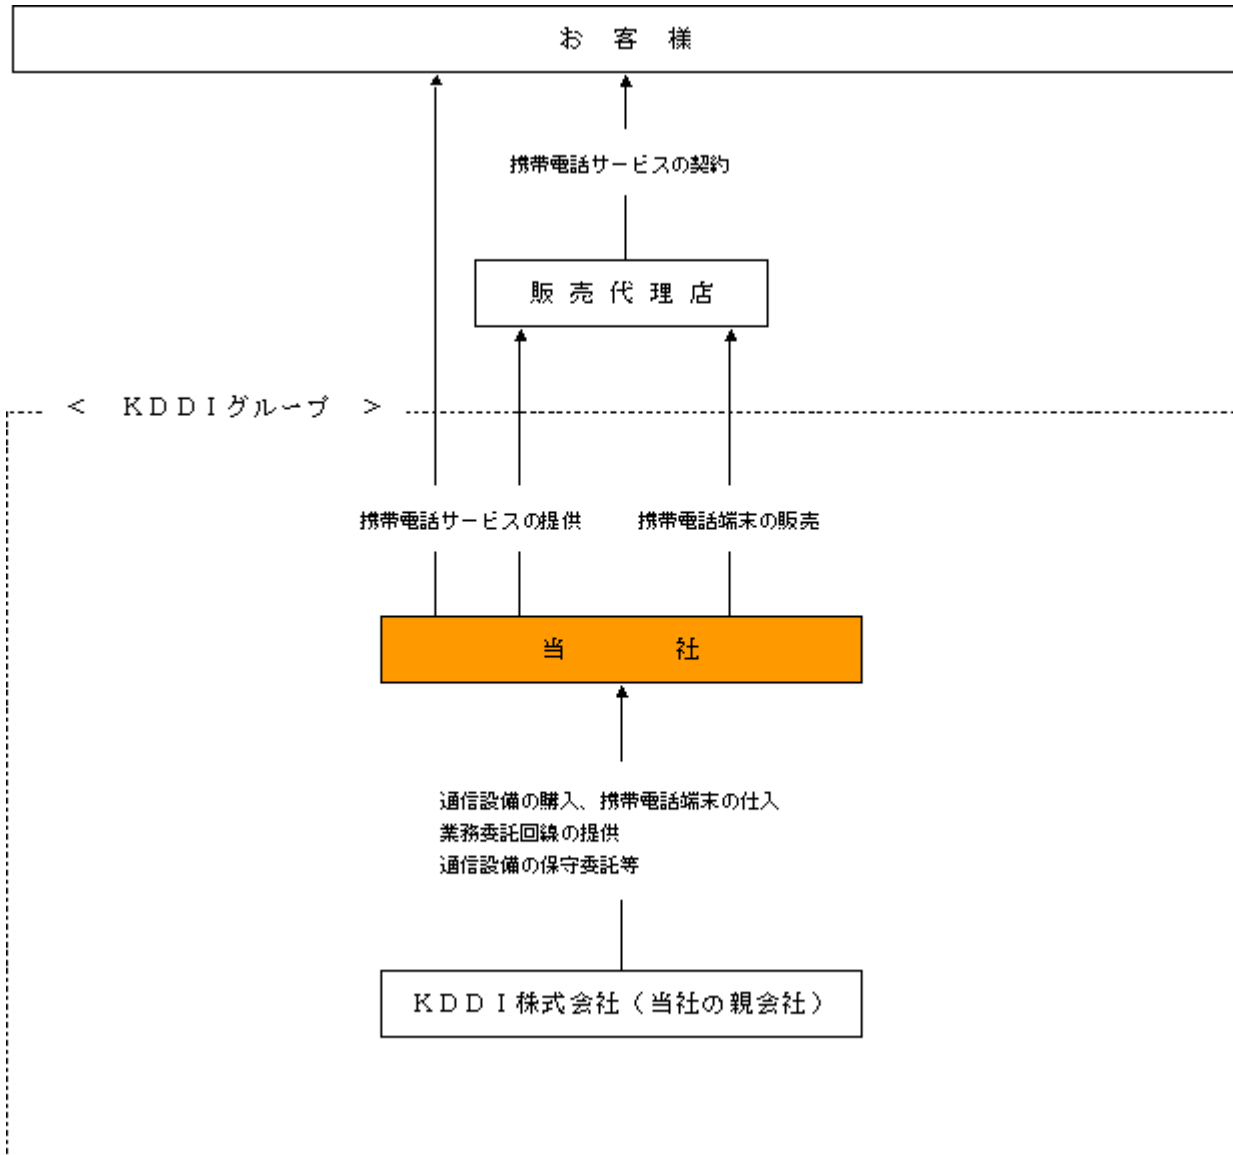 お客様
携帯電話サービスの契約
販売代理店
＜　ＫＤＤＩグループ　＞
携帯電話サービスの提供　携帯電話端末の販売
当社
通信設備の購入、携帯電話端末の仕入
業務委託回線の提供
通信設備の保守委託等
ＫＤＤＩ株式会社（当社の親会社）